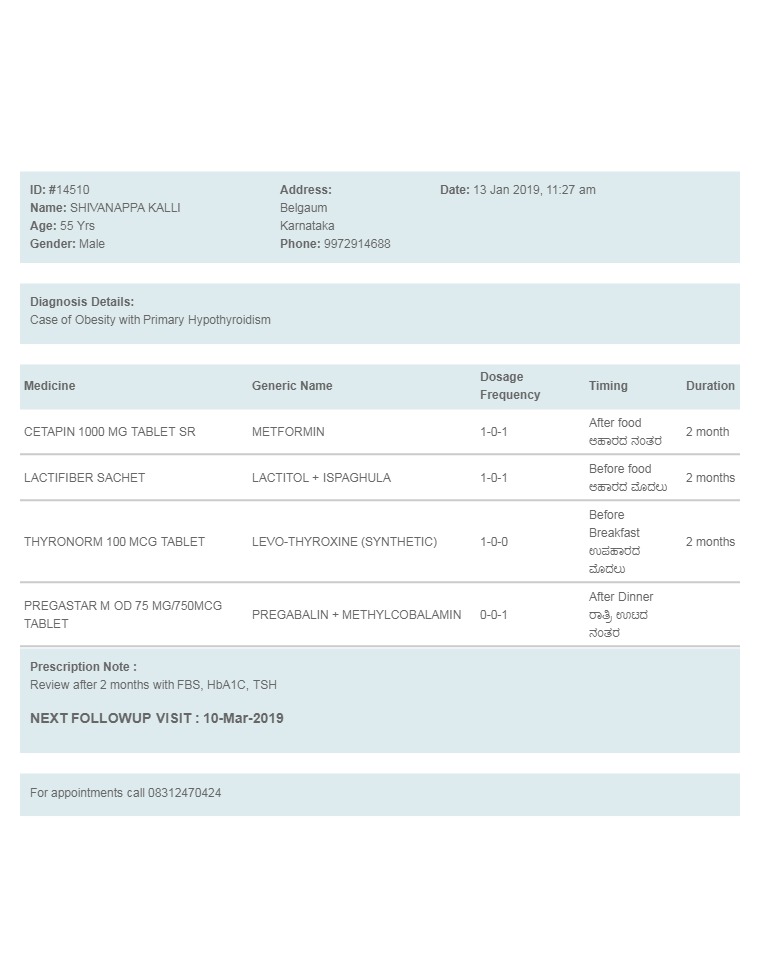 ID: #14510
Name: SHIVANAPPA KALLI
Age: 55 Yrs
Gender: Male
Address:
Belgaum
Karnataka
Phone: 9972914688
Date: 13 Jan 2019, 11:27 am
Diagnosis Details:
Case of Obesity with Primary Hypothyroidism
Medicine Generic Name Dosage Frequency Timing Duration
CETAPIN 1000 MG TABLET SR METFORMIN 1-0-1 After food 2 month
ಆಹಾರದ ನಂತರ
LACTIFIBER SACHET LACTITOL + ISPAGHULA 1-0-1 Before food 2 months
ಆಹಾರದ ಮೊದಲು
THYRONORM 100 MCG TABLET LEVO-THYROXINE (SYNTHETIC) 1-0-0 Before 2 months
Breakfast
ಉಪಹಾರದ
ಮೊದಲು
PREGASTAR M OD 75 MG/750MCG
TABLET PREGABALIN + METHYLCOBALAMIN 0-0-1 After Dinner
ರಾತ್ರಿ ಊಟದ
ನಂತರ
Prescription Note :
Review after 2 months with FBS, HbA1C, TSH
NEXT FOLLOWUP VISIT : 10-Mar-2019
For appointments call 08312470424